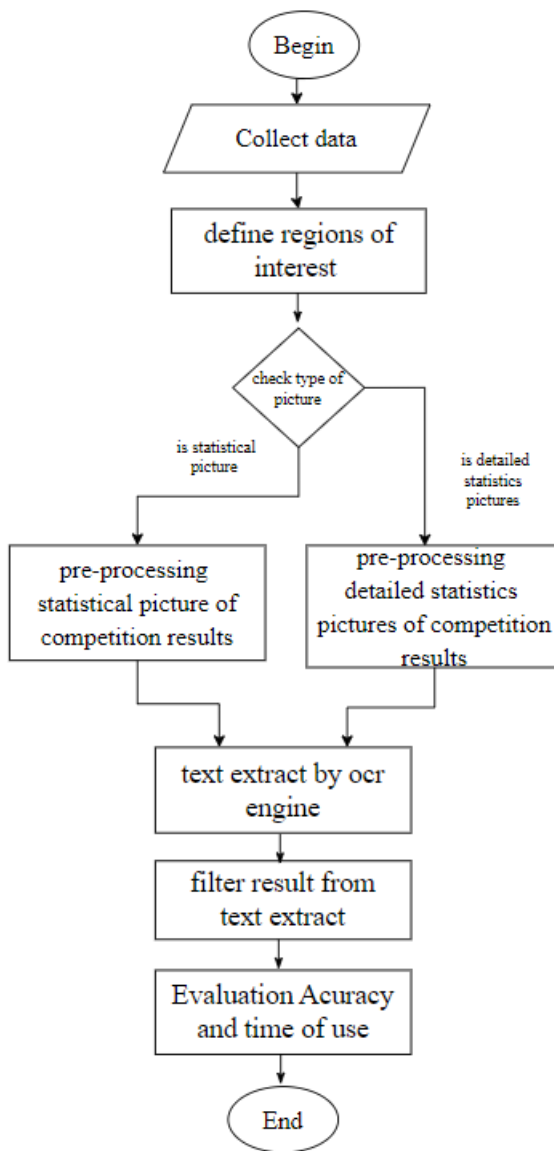 Begin
Collect data
define regions of
interest
check type of
picture
is statistical
picture
is detailed
statistics
pictures
pre-processing
statistical picture of
competition results
pre-processing
detailed statistics
pictures of competition
results
text extract by ocr
engine
filter result from
text extract
Evaluation Acuracy
and time of use
End